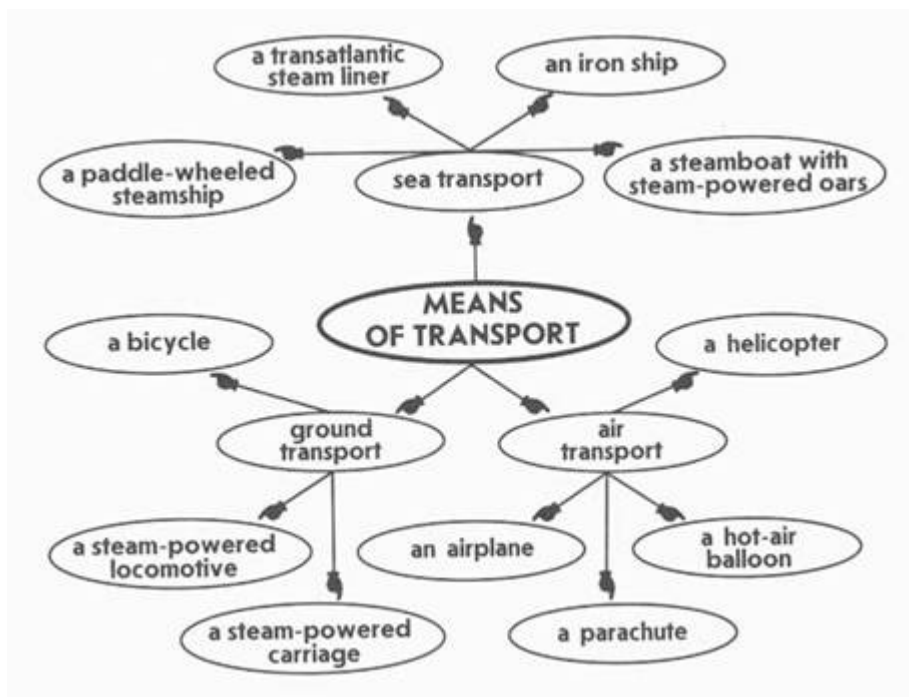 a transatlantic
steam liner
an iron ship
a paddle-wheeled
steamship
sea transport
a steamboat with
steam-powered oars
MEANS
OF TRANSPORT
a bicycle
a helicopter
ground
transport
air
transport
a steam-powered
locomotive
an airplane
a hot-air
balloon
a steam-powered
carriage
a parachute